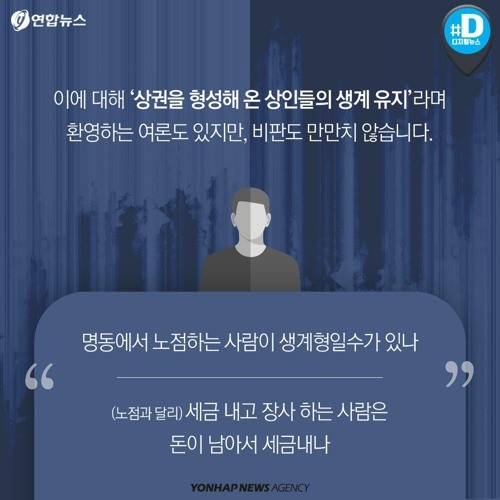 연합뉴스
#D
디지털뉴스
이에 대해 ‘상권을 형성해 온 상인들의 생계 유지’라며
환영하는 여론도 있지만, 비판도 만만치 않습니다.
“명동에서 노점하는 사람이 생계형일수가 있나”
(노점과 달리) 세금 내고 장사 하는 사람은
돈이 남아서 세금내나
YONHAP NEWS AGENCY